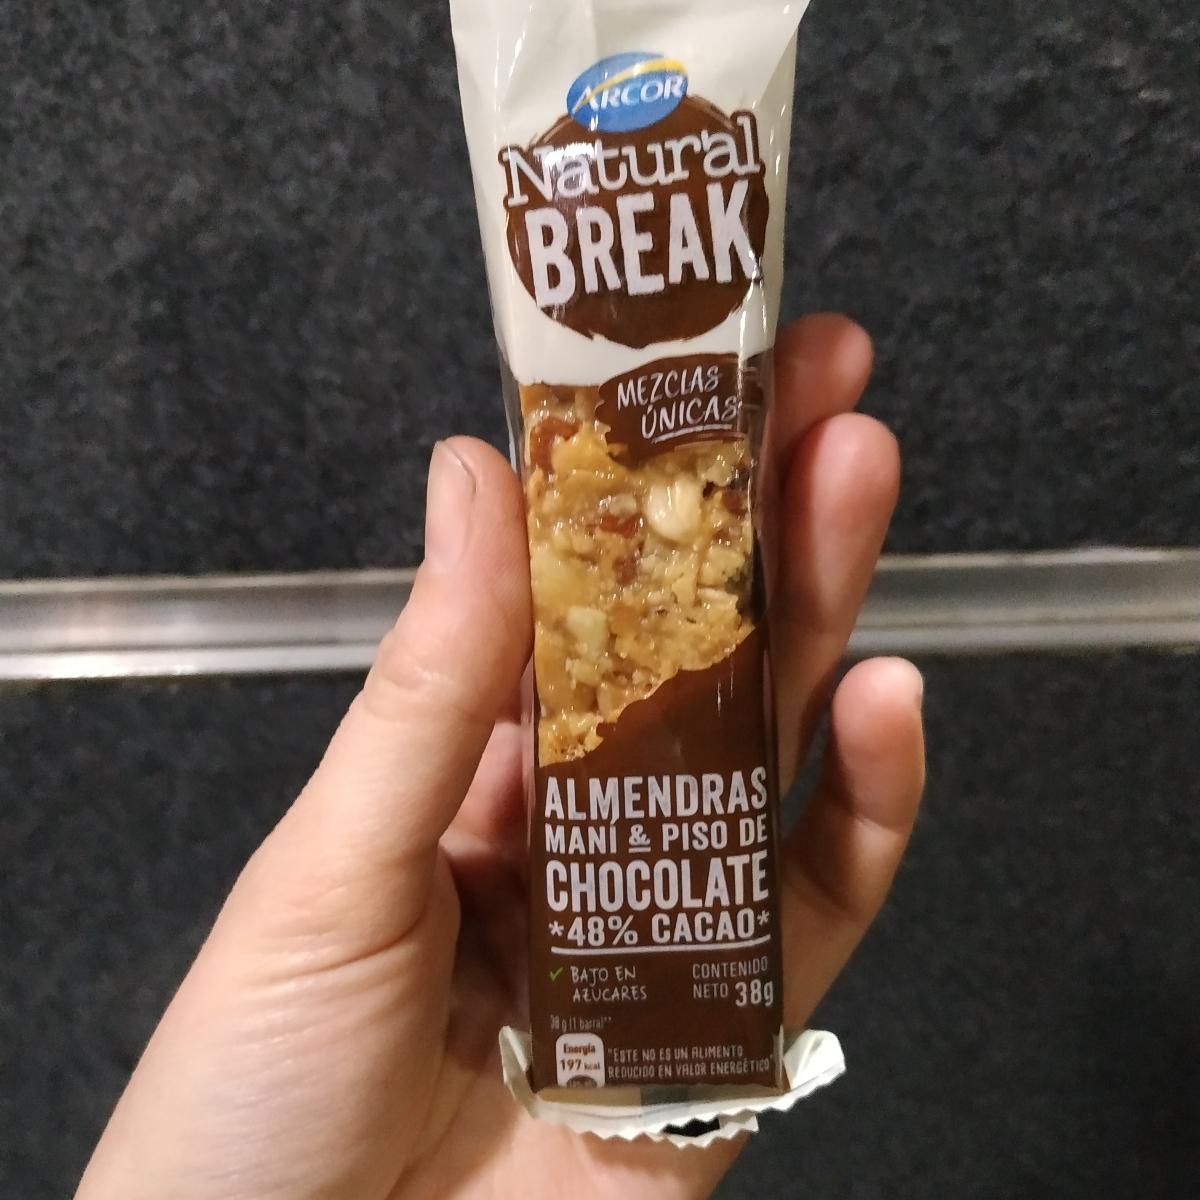 ARCOR
Natural
BREAK
MEZCLAS
ÚNICAS
ALMENDRAS
MANÍ & PISO DE
CHOCOLATE
*48% CACAO*
✓ BAJO EN
AZÚCARES
CONTENIDO
NETO 38g
38 g (1 barra)**
Energía
197 kcal
"ESTE NO ES UN ALIMENTO
REDUCIDO EN VALOR ENERGÉTICO"